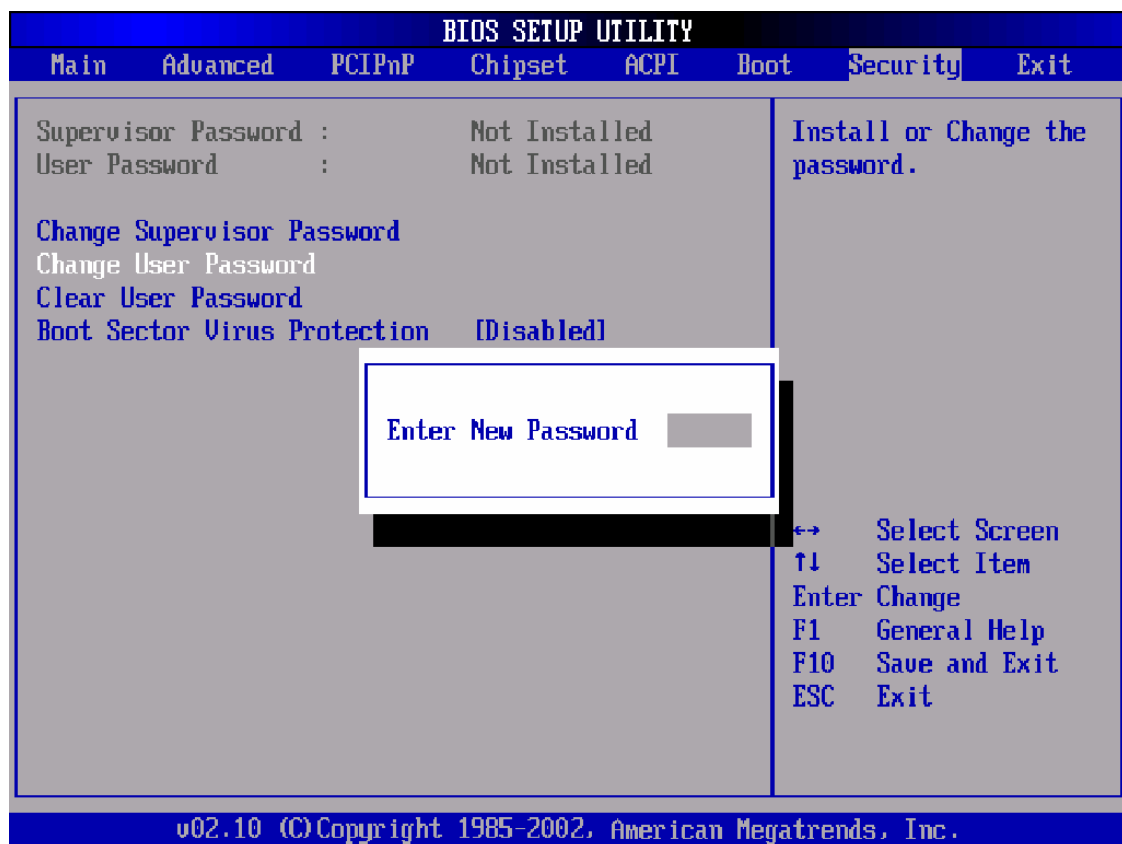 BIOS SETUP UTILITY
Main Advanced PCIPnP Chipset ACPI Boot Security Exit
Supervisor Password : Not Installed
User Password : Not Installed
Change Supervisor Password
Change User Password
Clear User Password
Boot Sector Virus Protection [Disabled]
Enter New Password
Install or Change the
password.
←→ Select Screen
↑↓ Select Item
Enter Change
F1 General Help
F10 Save and Exit
ESC Exit
v02.10 (C)Copyright 1985-2002, American Megatrends, Inc.